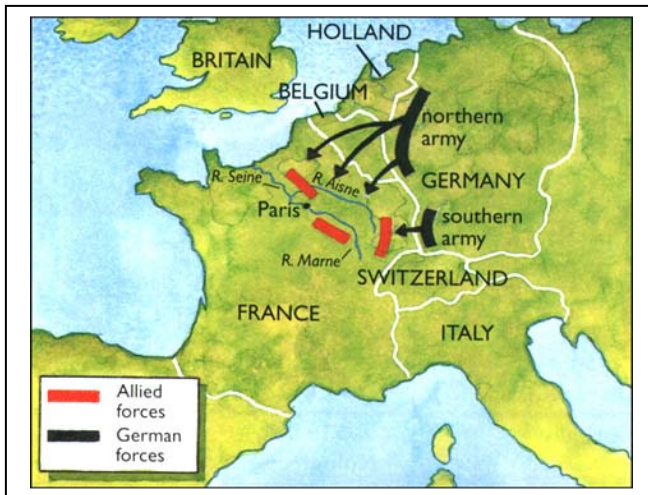 HOLLAND
BRITAIN
BELGIUM
northern
army
R. Seine
R. Aisne
GERMANY
Paris
southern
army
R. Marne
SWITZERLAND
FRANCE
ITALY
Allied
forces
German
forces